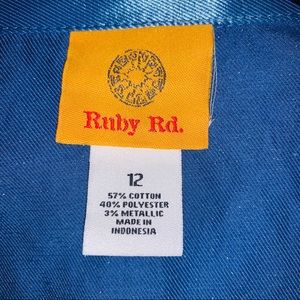 Ruby Rd.
12
57% COTTON
40% POLYESTER
3% METALLIC
MADE IN
INDONESIA